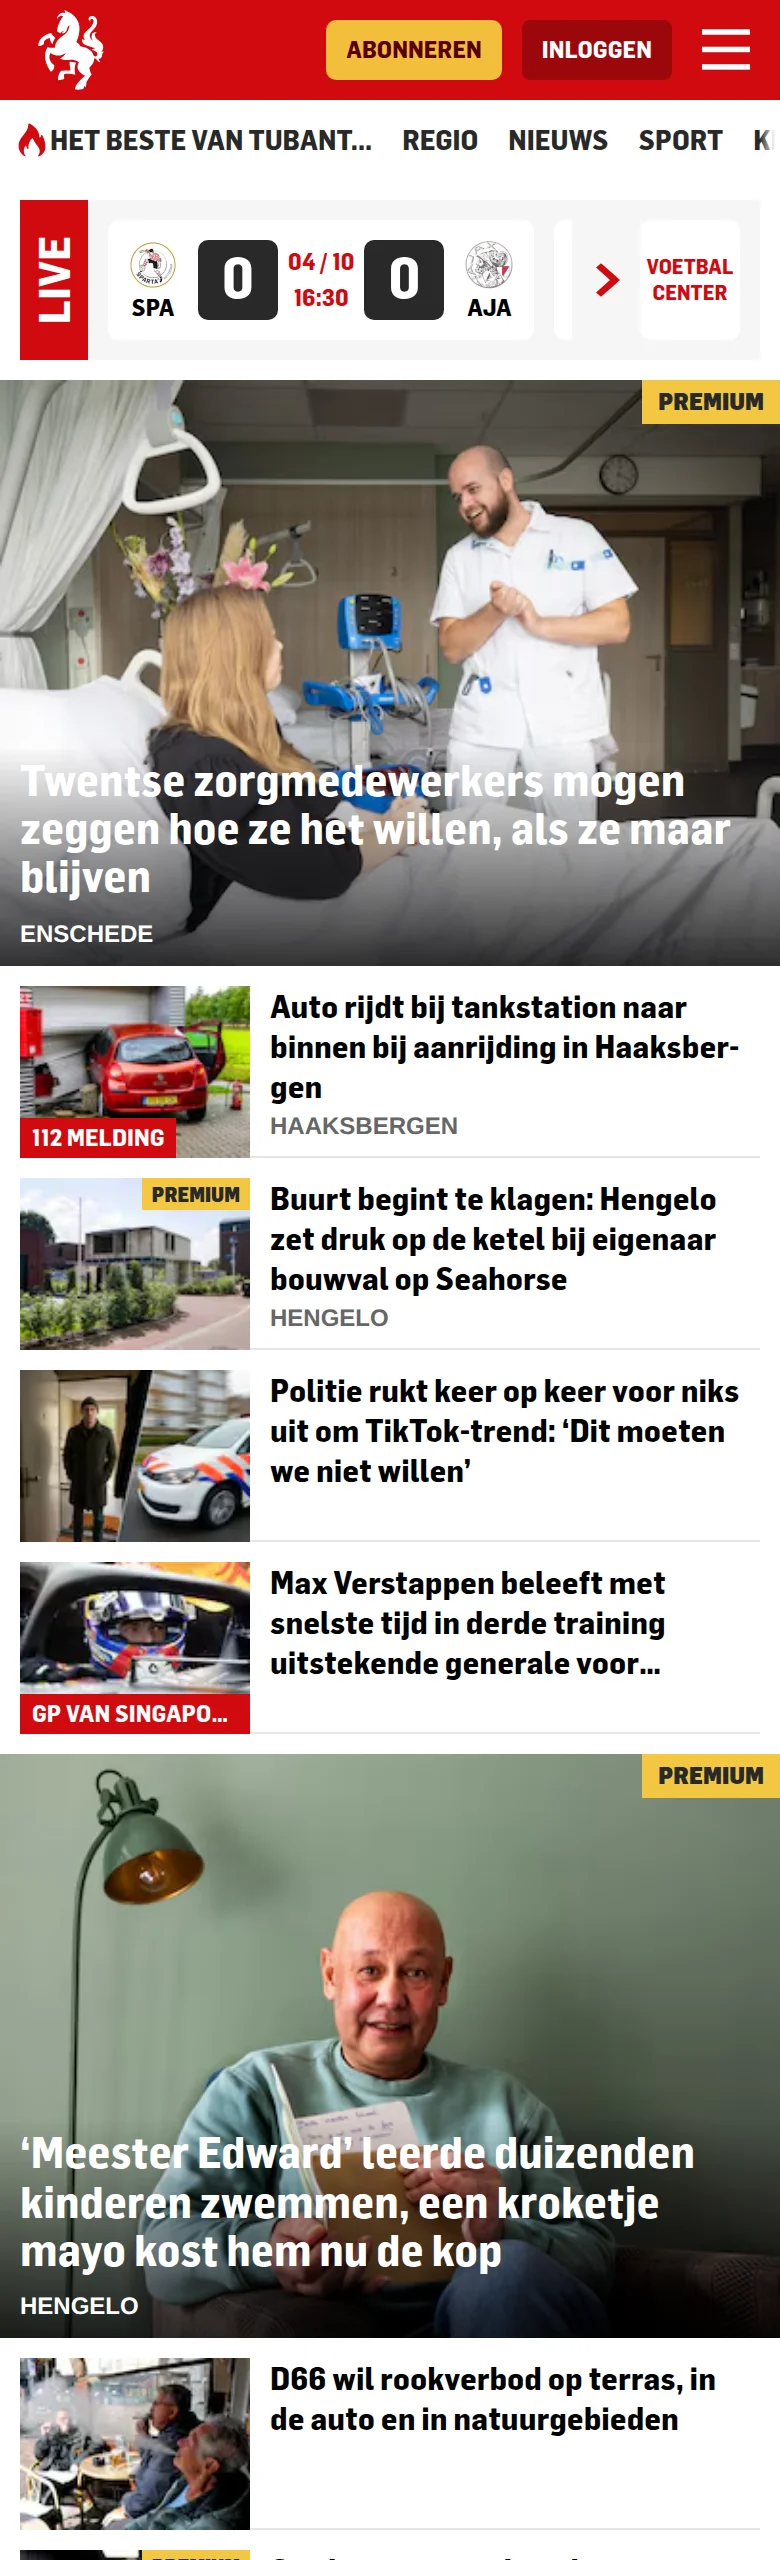 ABONNEREN
INLOGGEN
HET BESTE VAN TUBANT... REGIO NIEUWS SPORT
LIVE
SPA
0
04 / 10
16:30
0
AJA
VOETBAL
CENTER
PREMIUM
Twentse zorgmedewerkers mogen
zeggen hoe ze het willen, als ze maar
blijven
ENSCHEDE
Auto rijdt bij tankstation naar
binnen bij aanrijding in Haaksber-
gen
HAAKSBERGEN
112 MELDING
PREMIUM
Buurt begint te klagen: Hengelo
zet druk op de ketel bij eigenaar
bouwval op Seahorse
HENGELO
Politie rukt keer op keer voor niks
uit om TikTok-trend: ‘Dit moeten
we niet willen’
Max Verstappen beleeft met
snelste tijd in derde training
uitstekende generale voor...
GP VAN SINGAPO...
PREMIUM
‘Meester Edward’ leerde duizenden
kinderen zwemmen, een kroketje
mayo kost hem nu de kop
HENGELO
D66 wil rookverbod op terras, in
de auto en in natuurgebieden